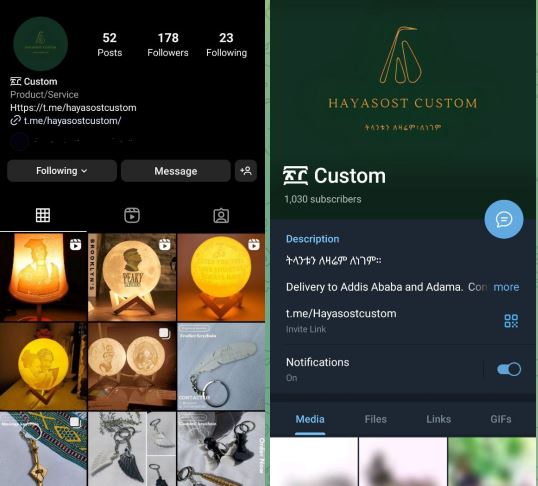 52
178
23
Posts
Followers
Following
፳፫ Custom
Product/Service
Https://t.me/hayasostcustom
t.me/hayasostcustom/
Following
Message
BROOKLYN'S
PEAKY
BLINDERS
Feather Keychain
CONTACT US
Order Now
HAYASOST CUSTOM
ትላንቱን ለዛሬም፣ለነገም
፳፫ Custom
1,030 subscribers
Description
ትላንቱን ለዛሬም ለነገም።
Delivery to Addis Ababa and Adama. Con more
t.me/Hayasostcustom
Invite Link
Notifications
On
Media
Files
Links
GIFs